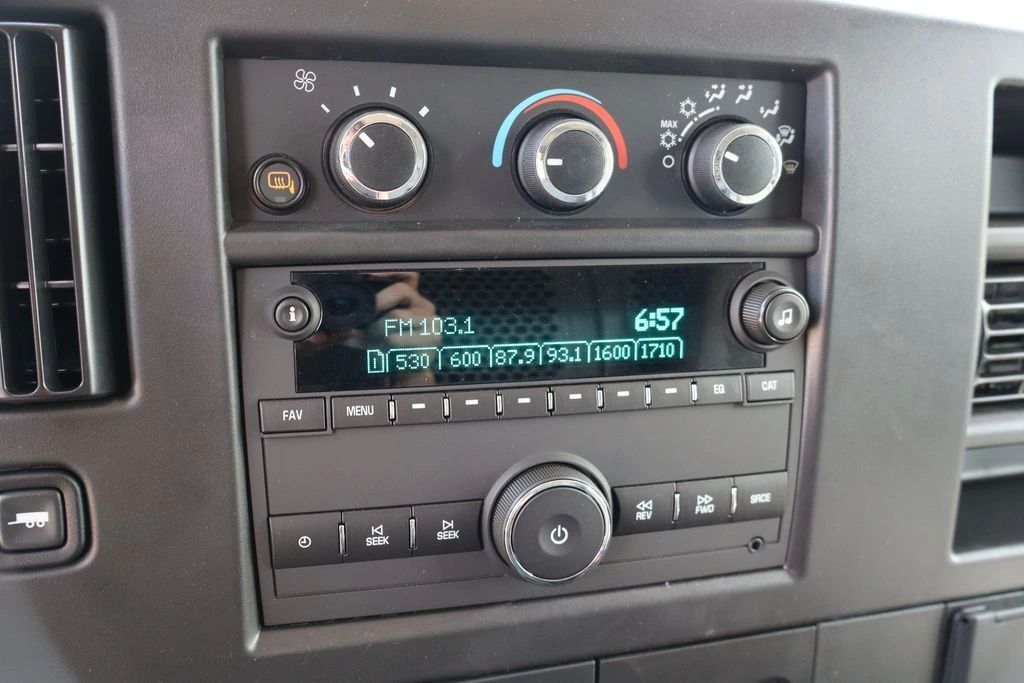 MAX
i
FM 103.1 6:57
1 530 600 87.9 93.1 1600 1710
FAV MENU EQ CAT
SEEK SEEK REV FWD SRCE